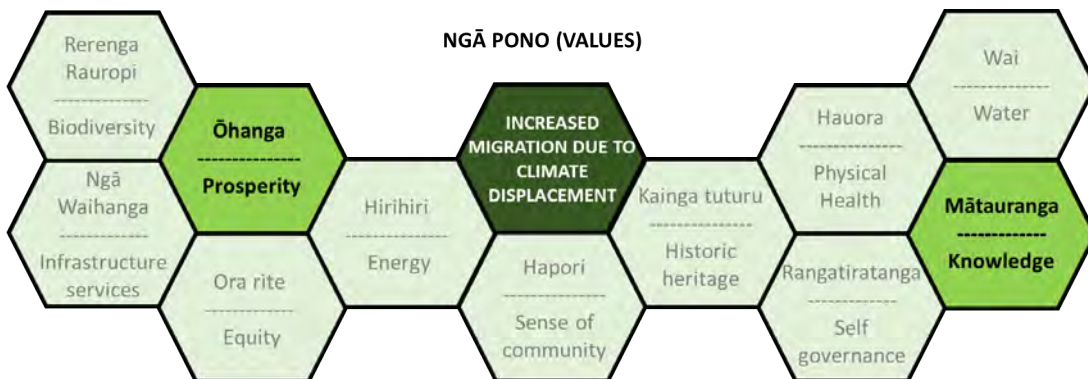 NGĀ PONO (VALUES)
Rerenga
Rauropi
--------------
Biodiversity
Ōhanga
---------------
Prosperity
Ngā
Waihanga
--------------
Infrastructure
services
Ora rite
--------------
Equity
Hirihiri
--------------
Energy
INCREASED
MIGRATION DUE TO
CLIMATE
DISPLACEMENT
Hapori
--------------
Sense of
community
Kainga tuturu
--------------
Historic
heritage
Hauora
--------------
Physical
Health
Rangatiratanga
--------------
Self
governance
Wai
--------------
Water
Mātauranga
-------------
Knowledge